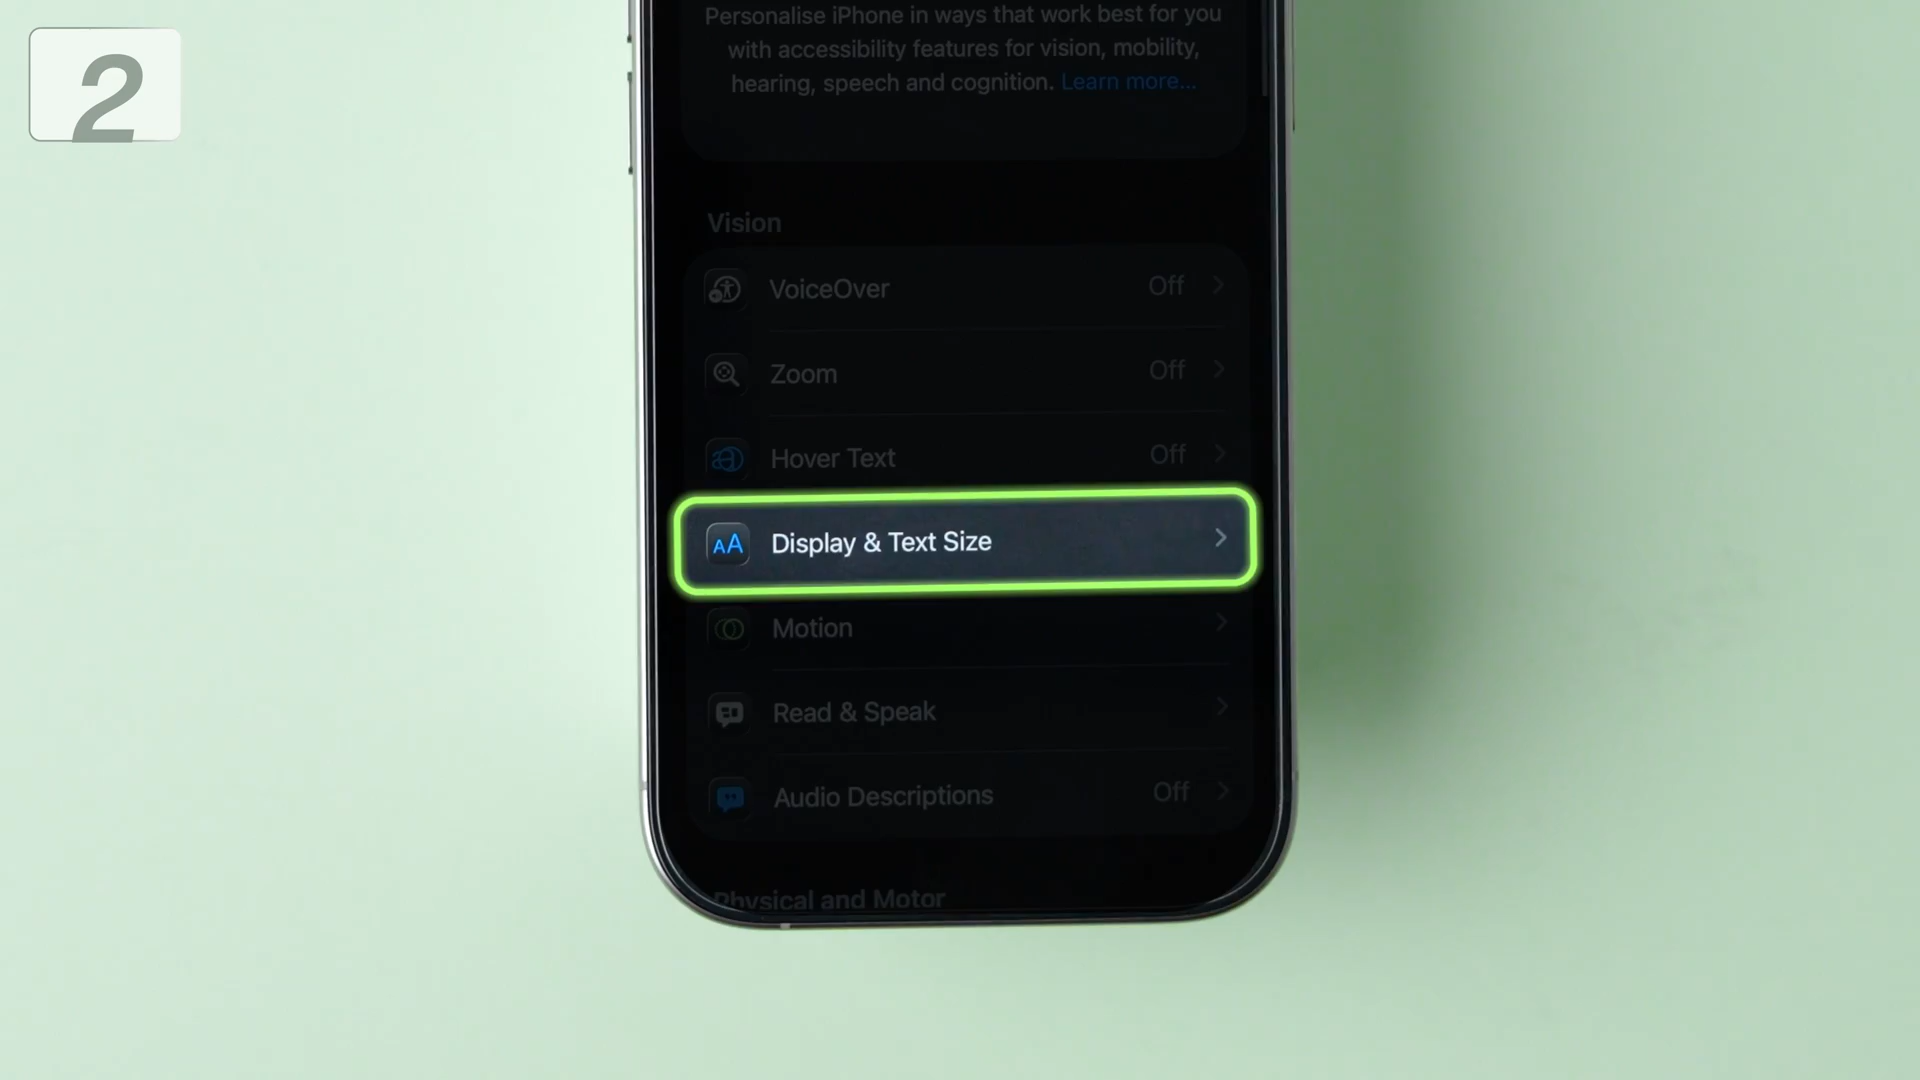 2
Personalise iPhone in ways that work best for you
with accessibility features for vision, mobility,
hearing, speech and cognition. Learn more...
Vision
VoiceOver Off
Zoom Off
Hover Text Off
AA Display & Text Size
Motion
Read & Speak
Audio Descriptions Off
Physical and Motor